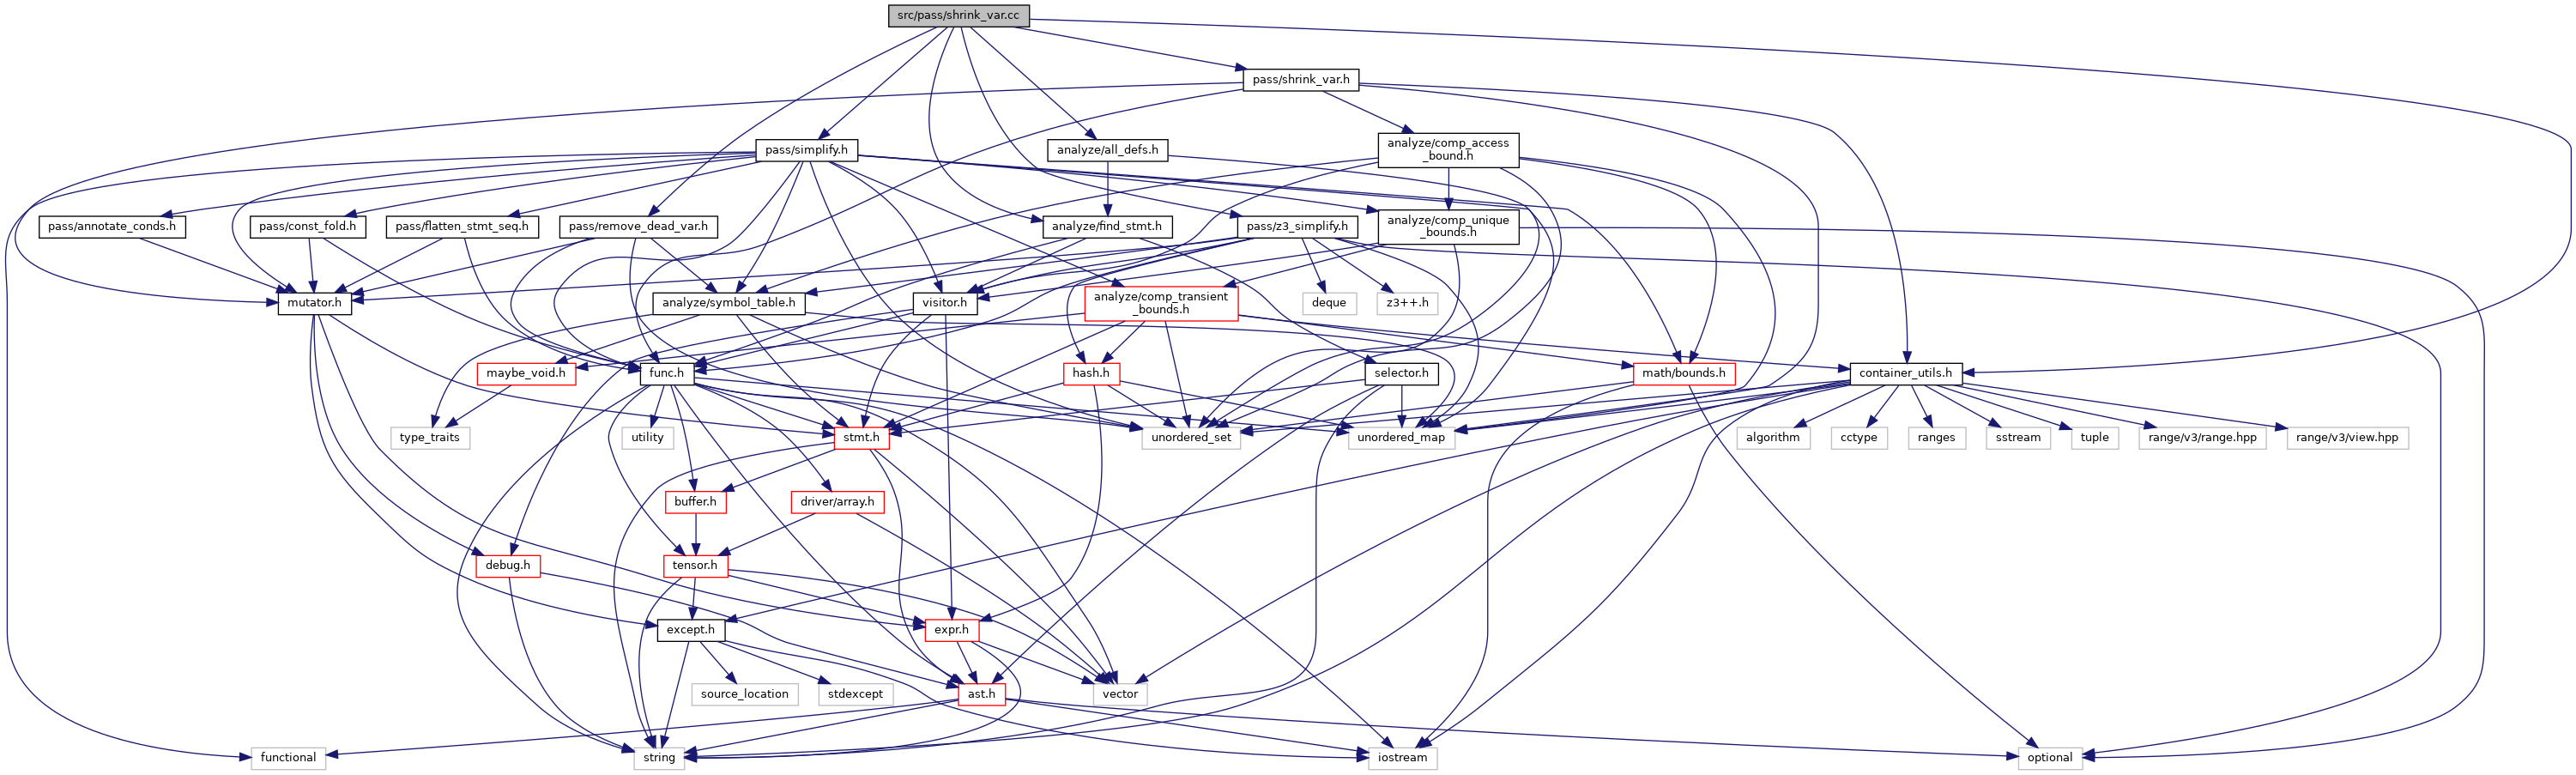 src/pass/shrink_var.cc
pass/shrink_var.h
pass/simplify.h
analyze/all_defs.h
analyze/comp_access
_bound.h
pass/annotate_conds.h
pass/const_fold.h
pass/flatten_stmt_seq.h
pass/remove_dead_var.h
analyze/find_stmt.h
pass/z3_simplify.h
analyze/comp_unique
_bounds.h
mutator.h
analyze/symbol_table.h
visitor.h
analyze/comp_transient
_bounds.h
deque
z3++.h
maybe_void.h
func.h
hash.h
selector.h
math/bounds.h
container_utils.h
type_traits
utility
stmt.h
unordered_set
unordered_map
algorithm
cctype
ranges
sstream
tuple
range/v3/range.hpp
range/v3/view.hpp
buffer.h
driver/array.h
debug.h
tensor.h
except.h
expr.h
source_location
stdexcept
ast.h
vector
functional
string
iostream
optional